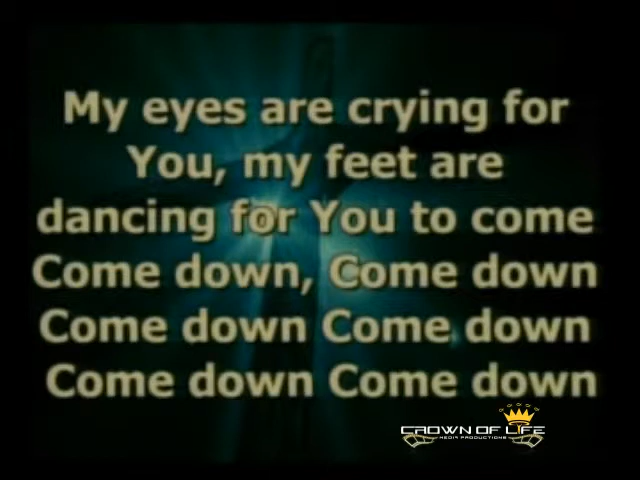 My eyes are crying for
You, my feet are
dancing for You to come
Come down, Come down
Come down Come down
Come down Come down
CROWN OF LIFE
MEDIA PRODUCTIONS